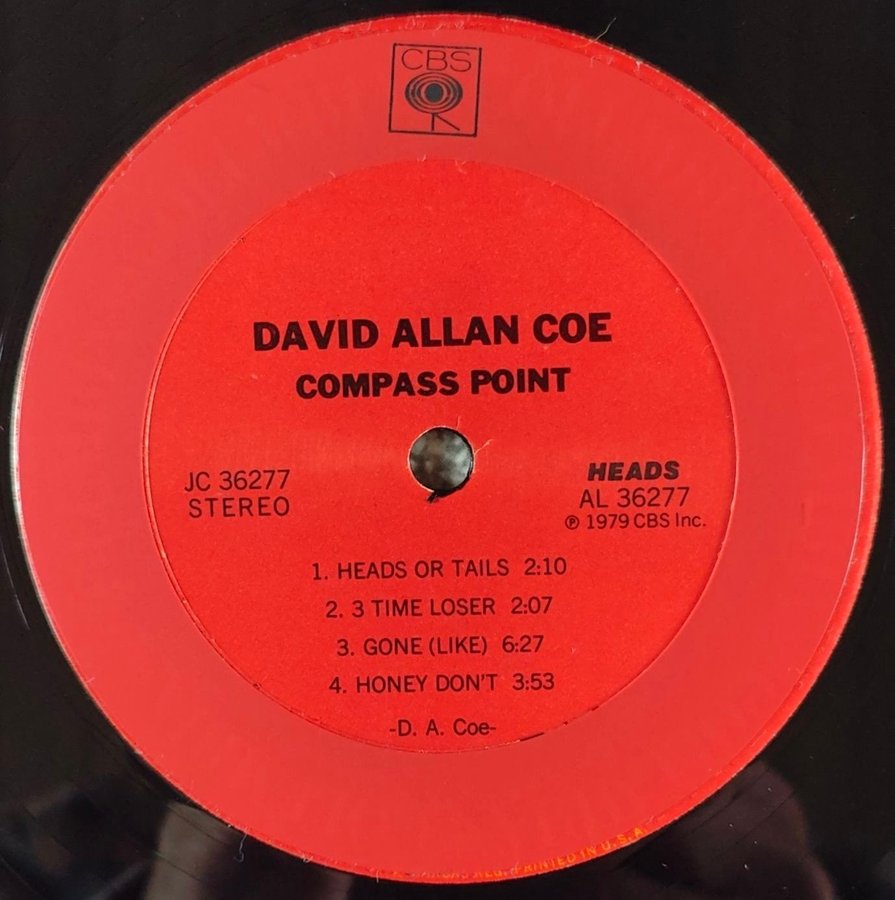 CBS
DAVID ALLAN COE
COMPASS POINT
JC 36277
STEREO
HEADS
AL 36277
℗ 1979 CBS Inc.
1. HEADS OR TAILS 2:10
2. 3 TIME LOSER 2:07
3. GONE (LIKE) 6:27
4. HONEY DON'T 3:53
-D. A. Coe-
PRINTED IN U.S.A.